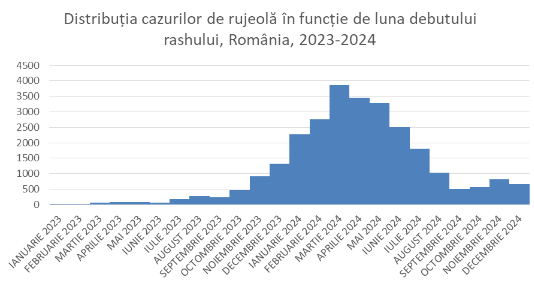 Distribuția cazurilor de rujeolă în funcție de luna debutului
rashului, România, 2023-2024
4500
4000
3500
3000
2500
2000
1500
1000
500
0
IANUARIE 2023
FEBRUARIE 2023
MARTIE 2023
APRILIE 2023
MAI 2023
IUNIE 2023
IULIE 2023
AUGUST 2023
SEPTEMBRIE 2023
OCTOMBRIE 2023
NOIEMBRIE 2023
DECEMBRIE 2023
IANUARIE 2024
FEBRUARIE 2024
MARTIE 2024
APRILIE 2024
MAI 2024
IUNIE 2024
IULIE 2024
AUGUST 2024
SEPTEMBRIE 2024
OCTOMBRIE 2024
NOIEMBRIE 2024
DECEMBRIE 2024